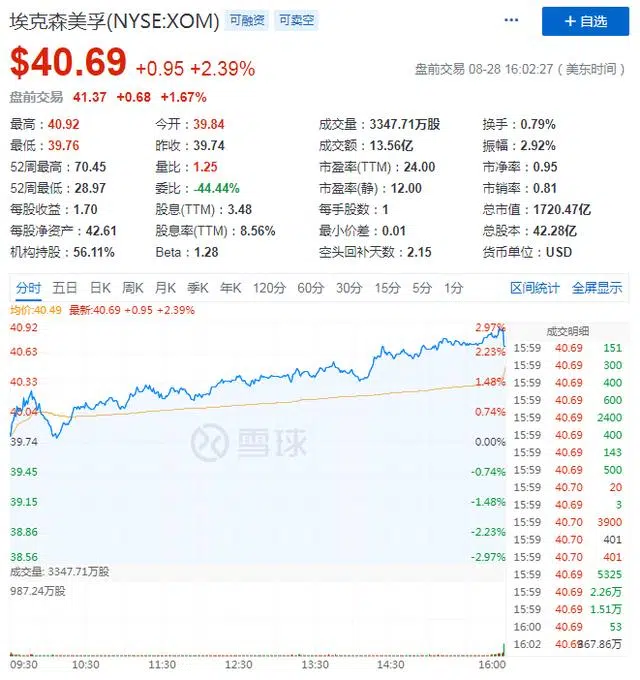 埃克森美孚(NYSE:XOM) 可融资 可卖空 ... +自选
$40.69 +0.95 +2.39% 盘前交易 08-28 16:02:27（美东时间）
盘前交易 41.37 +0.68 +1.67%
最高：40.92 今开：39.84 成交量：3347.71万股 换手：0.79%
最低：39.76 昨收：39.74 成交额：13.56亿 振幅：2.92%
52周最高：70.45 量比：1.25 市盈率(TTM)：24.00 市净率：0.95
52周最低：28.97 委比：-44.44% 市盈率(静)：12.00 市销率：0.81
每股收益：1.70 股息(TTM)：3.48 每手股数：1 总市值：1720.47亿
每股净资产：42.61 股息率(TTM)：8.56% 最小价差：0.01 总股本：42.28亿
机构持股：56.11% Beta：1.28 空头回补天数：2.15 货币单位：USD
分时 五日 日K 周K 月K 季K 年K 120分 60分 30分 15分 5分 1分 区间统计 全屏显示
均价:40.49 最新:40.69 +0.95 +2.39%
成交明细
40.92 2.97%
40.63 2.23%
40.33 1.48%
40.04 0.74%
39.74 0.00%
39.45 -0.74%
39.15 -1.48%
38.86 -2.23%
38.56 -2.97%
雪球
15:59 40.69 151
15:59 40.69 300
15:59 40.69 400
15:59 40.69 600
15:59 40.69 2400
15:59 40.69 400
15:59 40.69 143
15:59 40.69 500
15:59 40.70 20
15:59 40.69 3
15:59 40.70 3900
15:59 40.70 401
15:59 40.70 401
15:59 40.69 5325
15:59 40.69 2.26万
15:59 40.69 1.51万
16:00 40.69 53
16:02 40.69 867.86万
成交量: 3347.71万股
987.24万股
09:30 10:30 11:30 12:30 13:30 14:30 16:00